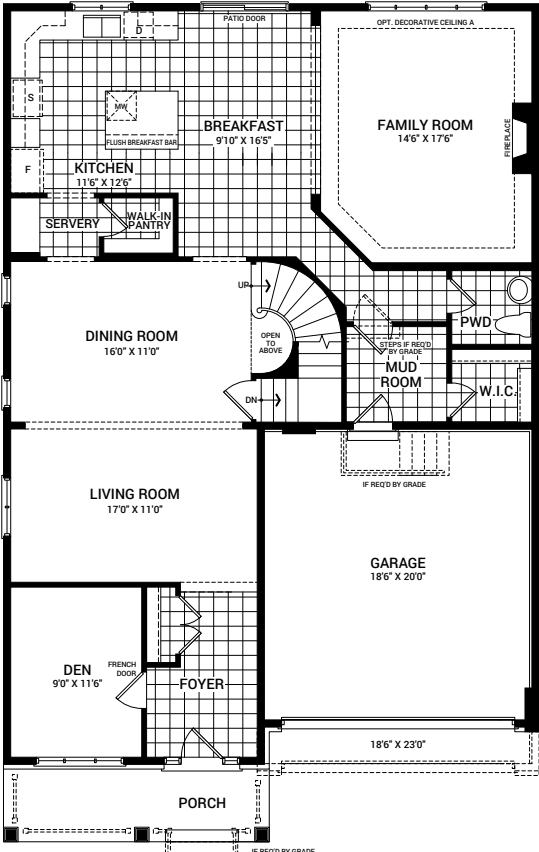 PATIO DOOR
OPT. DECORATIVE CEILING A
D
S
MW
FLUSH BREAKFAST BAR
BREAKFAST
9'10" X 16'5"
FAMILY ROOM
14'6" X 17'6"
FIREPLACE
F
KITCHEN
11'6" X 12'6"
SERVERY
WALK-IN
PANTRY
UP
DINING ROOM
16'0" X 11'0"
OPEN
TO
ABOVE
PWD
STEPS IF REQ'D
BY GRADE
MUD
ROOM
W.I.C.
DN
LIVING ROOM
17'0" X 11'0"
IF REQ'D BY GRADE
GARAGE
18'6" X 20'0"
DEN
9'0" X 11'6"
FRENCH
DOOR
FOYER
18'6" X 23'0"
PORCH
IF REQ'D BY GRADE